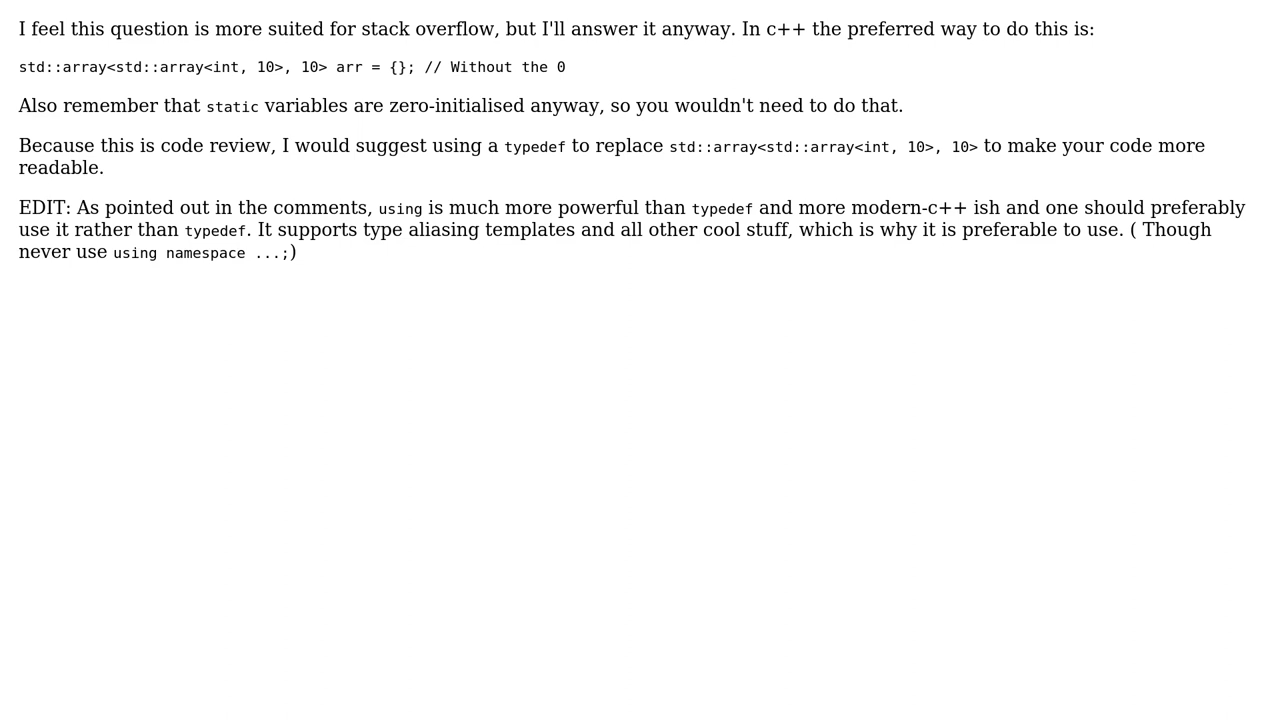 I feel this question is more suited for stack overflow, but I'll answer it anyway. In c++ the preferred way to do this is:
std::array<std::array<int, 10>, 10> arr = {}; // Without the 0
Also remember that static variables are zero-initialised anyway, so you wouldn't need to do that.
Because this is code review, I would suggest using a typedef to replace std::array<std::array<int, 10>, 10> to make your code more
readable.
EDIT: As pointed out in the comments, using is much more powerful than typedef and more modern-c++ ish and one should preferably
use it rather than typedef. It supports type aliasing templates and all other cool stuff, which is why it is preferable to use. ( Though
never use using namespace ...;)